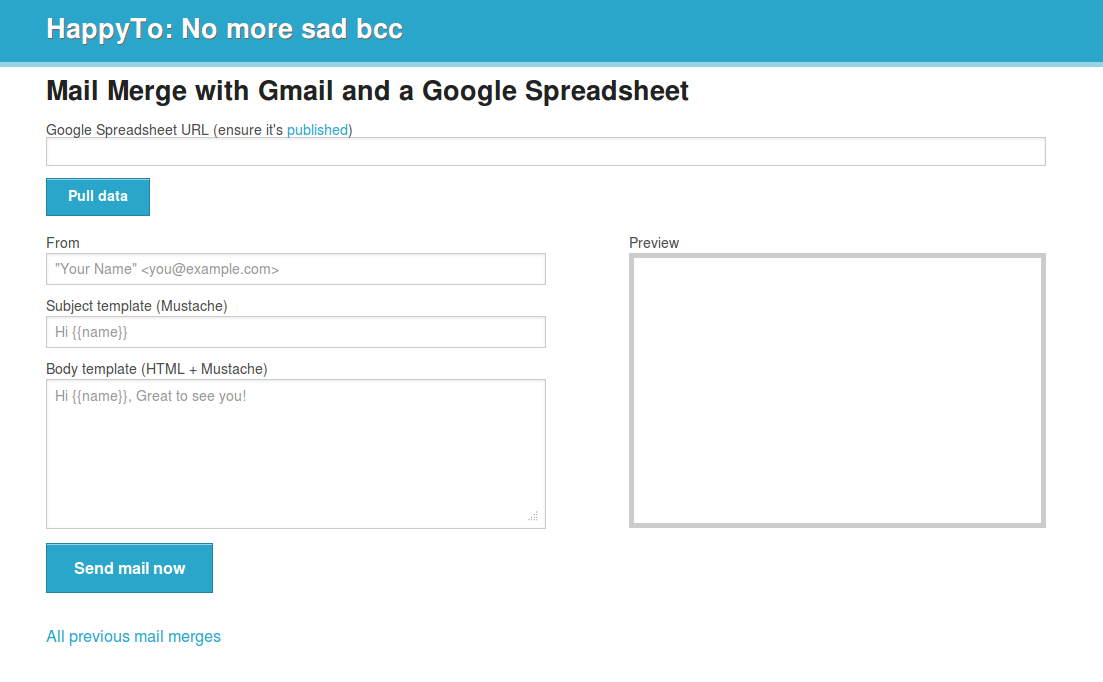 HappyTo: No more sad bcc
Mail Merge with Gmail and a Google Spreadsheet
Google Spreadsheet URL (ensure it's published)
Pull data
From
"Your Name" <you@example.com>
Subject template (Mustache)
Hi {{name}}
Body template (HTML + Mustache)
Hi {{name}}, Great to see you!
Preview
Send mail now
All previous mail merges